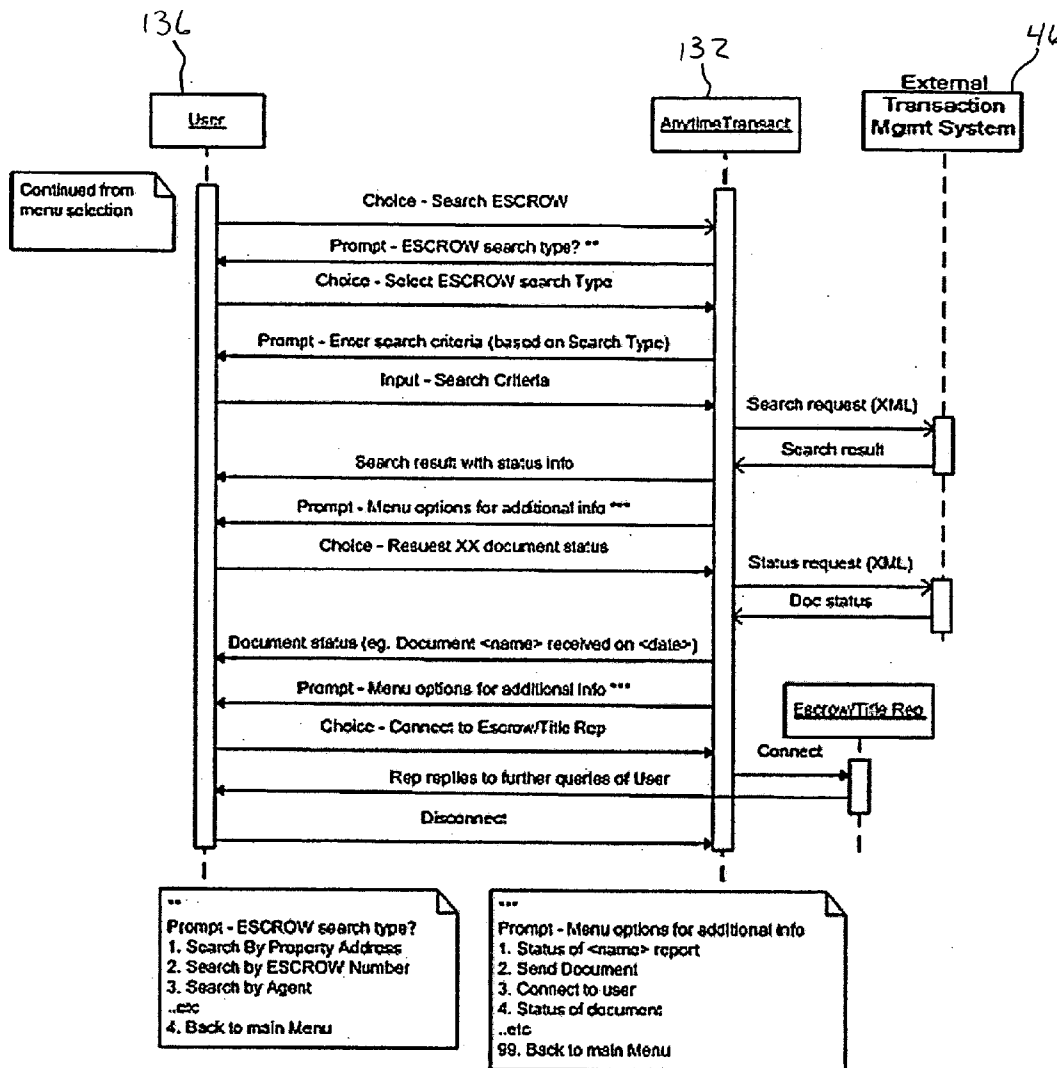 136
132
46
User
AnytimeTransact
External
Transaction
Mgmt System
Continued from
menu selection
Choice - Search ESCROW
Prompt - ESCROW search type? **
Choice - Select ESCROW search Type
Prompt - Enter search criteria (based on Search Type)
Input - Search Criteria
Search request (XML)
Search result
Search result with status info
Prompt - Menu options for additional info ***
Choice - Resuest XX document status
Status request (XML)
Doc status
Document status (eg. Document <name> received on <date>)
Prompt - Menu options for additional info ***
Escrow/Title Rep
Choice - Connect to Escrow/Title Rep
Connect
Rep replies to further queries of User
Disconnect
**
Prompt - ESCROW search type?
1. Search By Property Address
2. Search by ESCROW Number
3. Search by Agent
..etc
4. Back to main Menu
***
Prompt - Menu options for additional info
1. Status of <name> report
2. Send Document
3. Connect to user
4. Status of document
..etc
99. Back to main Menu